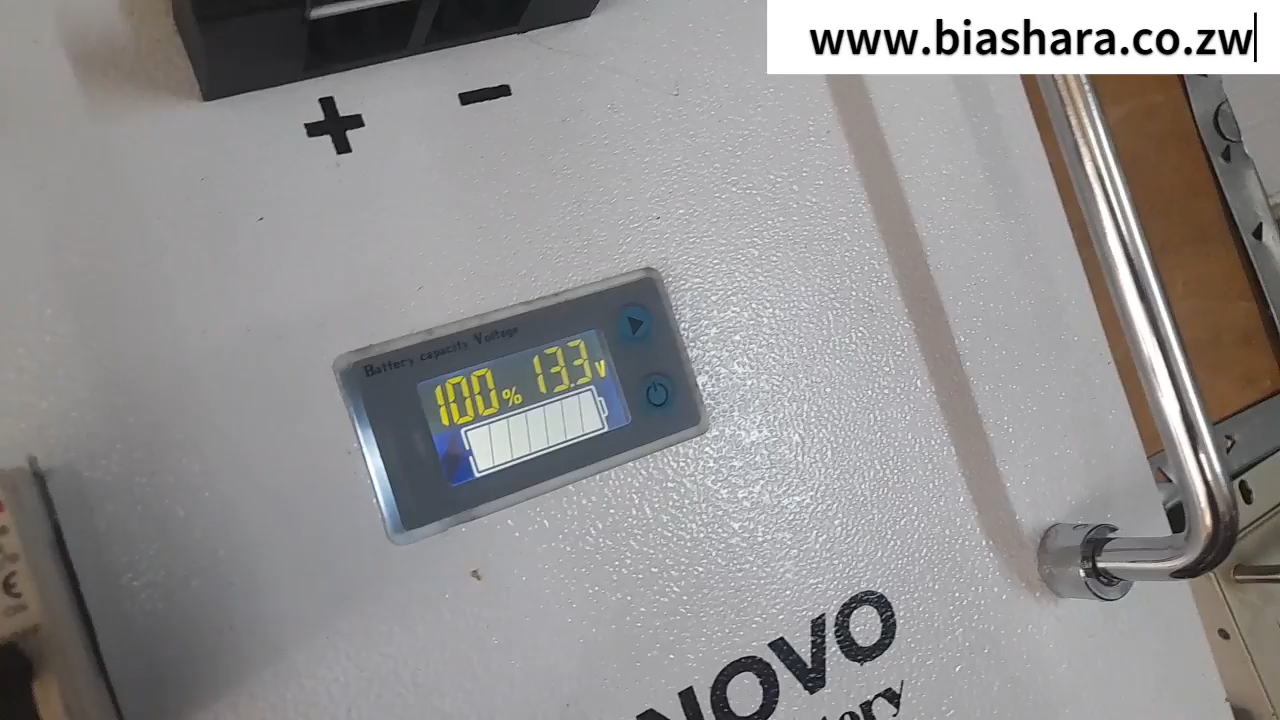 www.biashara.co.zw
+ -
Battery capacity Voltage
100% 13.3V
NOVO